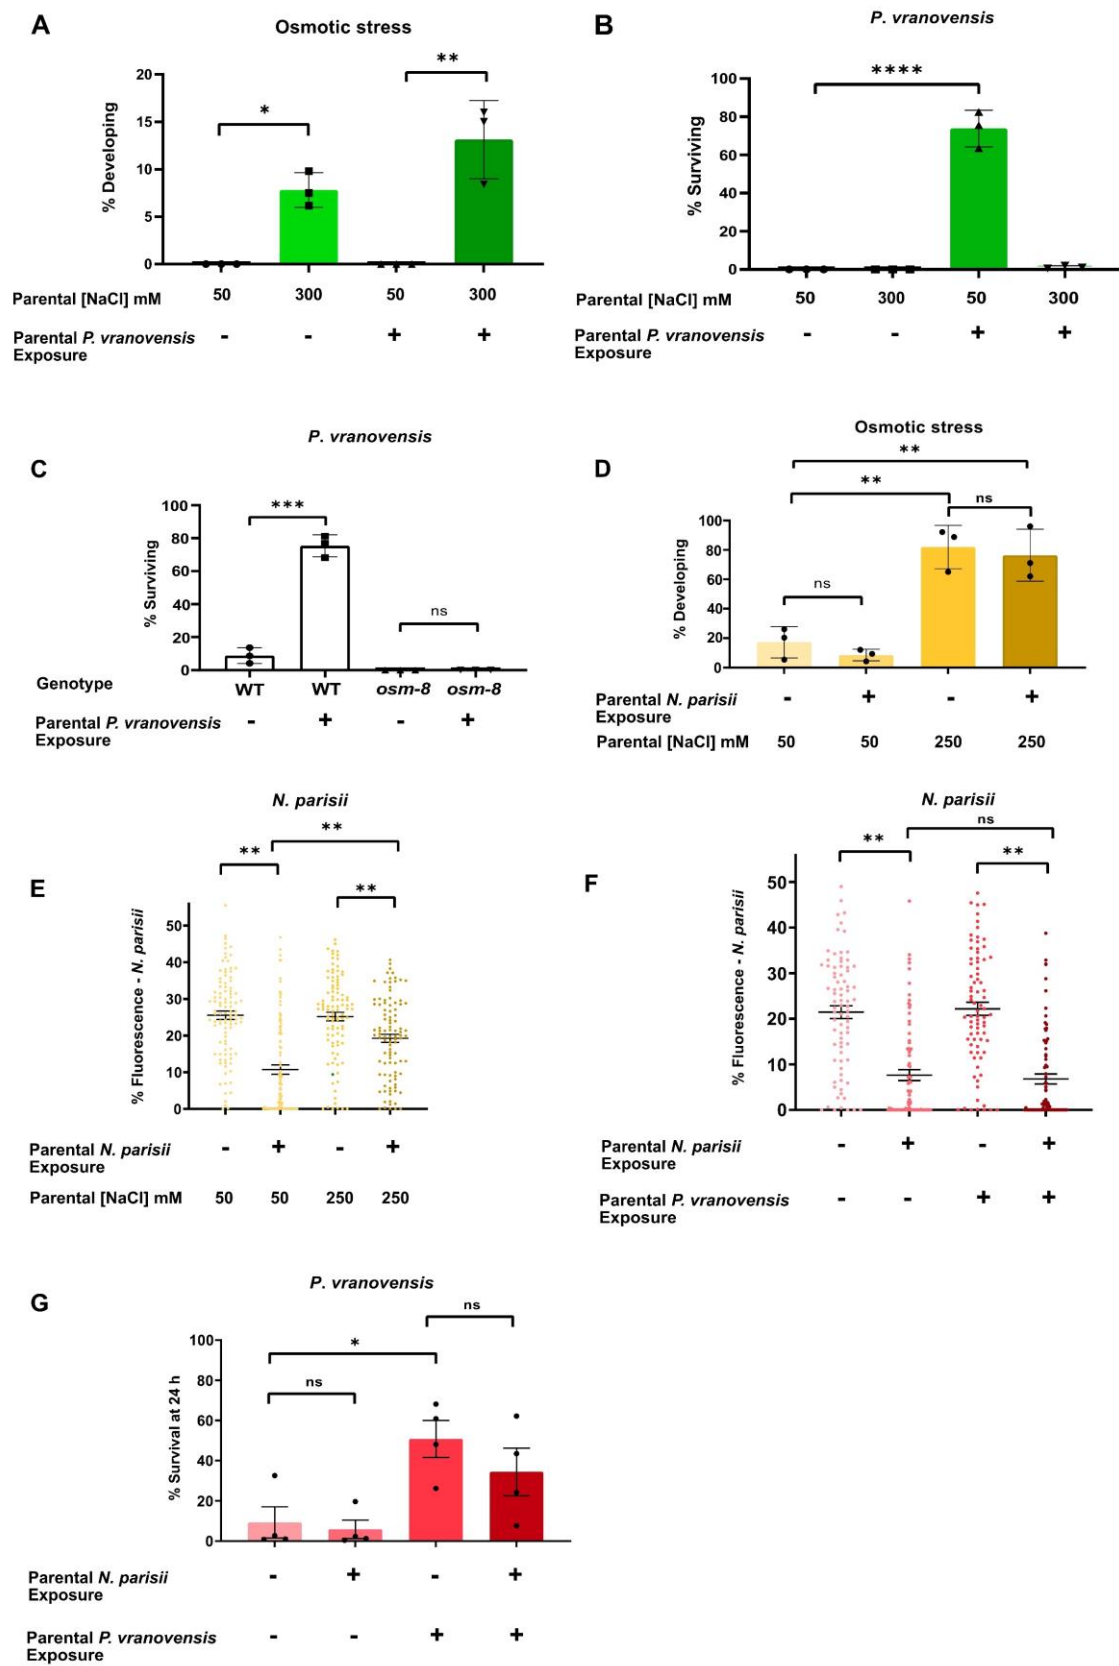 A
Osmotic stress
*
**
% Developing
20
15
10
5
0
Parental [NaCl] mM
50
300
50
300
Parental P. vranovensis
Exposure
-
-
+
+
B
P. vranovensis
****
% Surviving
100
80
60
40
20
0
Parental [NaCl] mM
50
300
50
300
Parental P. vranovensis
Exposure
-
-
+
+
C
P. vranovensis
***
ns
% Surviving
100
80
60
40
20
0
Genotype
WT
WT
osm-8
osm-8
Parental P. vranovensis
Exposure
-
+
-
+
D
Osmotic stress
**
**
ns
ns
% Developing
100
80
60
40
20
0
Parental N. parisii
Exposure
-
+
-
+
Parental [NaCl] mM
50
50
250
250
E
N. parisii
**
**
**
% Fluorescence - N. parisii
50
40
30
20
10
0
Parental N. parisii
Exposure
-
+
-
+
Parental [NaCl] mM
50
50
250
250
F
N. parisii
ns
**
**
% Fluorescence - N. parisii
50
40
30
20
10
0
Parental N. parisii
Exposure
-
+
-
+
Parental P. vranovensis
Exposure
-
-
+
+
G
P. vranovensis
ns
*
ns
% Survival at 24 h
100
80
60
40
20
0
Parental N. parisii
Exposure
-
+
-
+
Parental P. vranovensis
Exposure
-
-
+
+